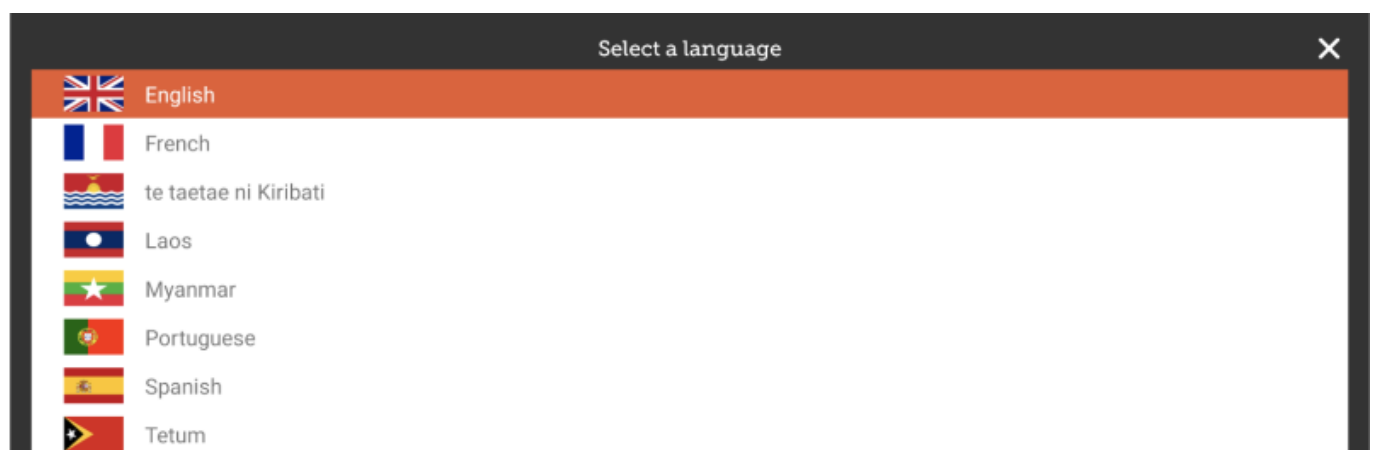 Select a language
English
French
te taetae ni Kiribati
Laos
Myanmar
Portuguese
Spanish
Tetum